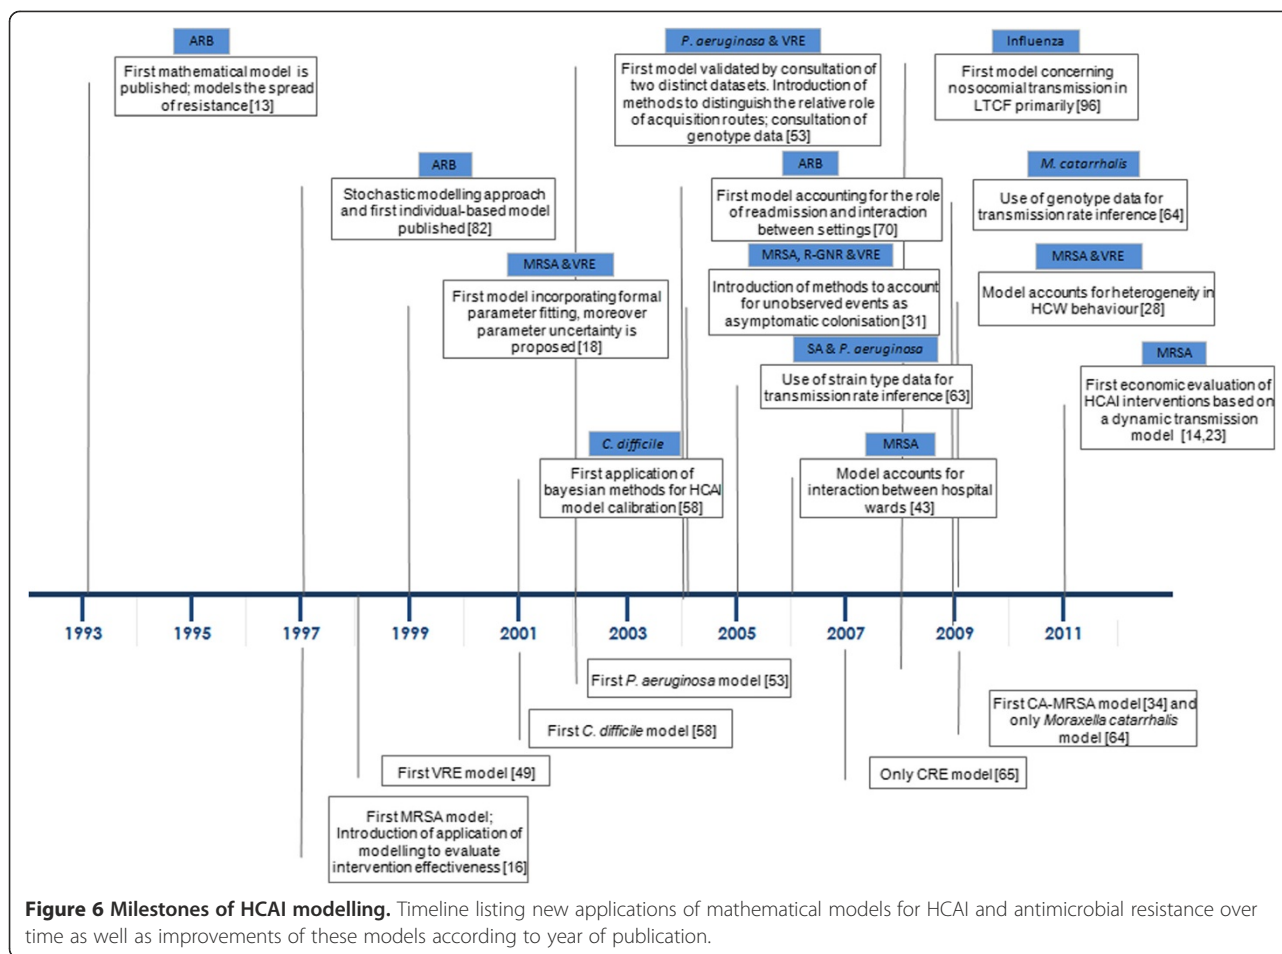 ARB
First mathematical model is
published; models the spread
of resistance[13]
P. aeruginosa & VRE
First model validated by consultation of
two distinct datasets. Introduction of
methods to distinguish the relative role
of acquisition routes; consultation of
genotype data [53]
Influenza
First model concerning
nosocomial transmission in
LTCF primarily [96]
ARB
Stochastic modelling approach
and first individual-based model
published [82]
ARB
First model accounting for the role
of readmission and interaction
between settings [70]
M. catarrhalis
Use of genotype data for
transmission rate inference [64]
MRSA & VRE
First model incorporating formal
parameter fitting, moreover
parameter uncertainty is
proposed [18]
MRSA, R-GNR & VRE
Introduction of methods to account
for unobserved events as
asymptomatic colonisation [31]
MRSA & VRE
Model accounts for heterogeneity in
HCW behaviour [28]
SA & P. aeruginosa
Use of strain type data for
transmission rate inference [63]
MRSA
First economic evaluation of
HCAI interventions based on
a dynamic transmission
model [14,23]
C. difficile
First application of
bayesian methods for HCAI
model calibration [58]
MRSA
Model accounts for
interaction between hospital
wards [43]
1993 1995 1997 1999 2001 2003 2005 2007 2009 2011
First P. aeruginosa model [53]
First C. difficile model [58]
First VRE model [49]
First MRSA model;
Introduction of application of
modelling to evaluate
intervention effectiveness [16]
First CA-MRSA model [34] and
only Moraxella catarrhalis
model [64]
Only CRE model [65]
Figure 6 Milestones of HCAI modelling. Timeline listing new applications of mathematical models for HCAI and antimicrobial resistance over
time as well as improvements of these models according to year of publication.